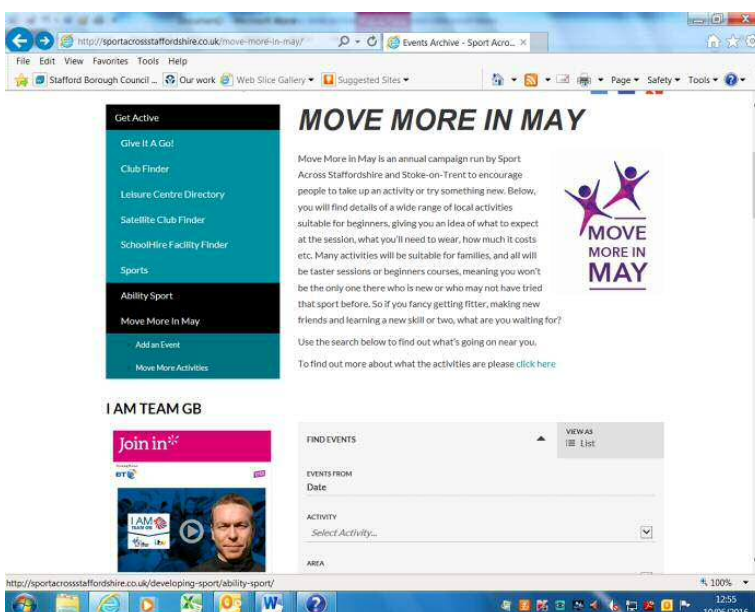 http://sportacrossstaffordshire.co.uk/move-more-in-may/
Events Archive - Sport Acro...
File Edit View Favorites Tools Help
Stafford Borough Council ... Our work Web Slice Gallery Suggested Sites Page Safety Tools
Get Active
Give It A Go!
Club Finder
Leisure Centre Directory
Satellite Club Finder
SchoolHire Facility Finder
Sports
Ability Sport
Move More In May
Add an Event
Move More Activities
MOVE MORE IN MAY
Move More in May is an annual campaign run by Sport
Across Staffordshire and Stoke-on-Trent to encourage
people to take up an activity or try something new. Below,
you will find details of a wide range of local activities
suitable for beginners, giving you an idea of what to expect
at the session, what you'll need to wear, how much it costs
etc. Many activities will be suitable for families, and all will
be taster sessions or beginners courses, meaning you won't
be the only one there who is new or who may not have tried
that sport before. So if you fancy getting fitter, making new
friends and learning a new skill or two, what are you waiting for?
Use the search below to find out what's going on near you.
To find out more about what the activities are please click here
MOVE
MORE IN
MAY
I AM TEAM GB
Join in
BT
I AM
TEAM GB
FIND EVENTS
VIEW AS
List
EVENTS FROM
Date
ACTIVITY
Select Activity...
AREA
http://sportacrossstaffordshire.co.uk/developing-sport/ability-sport/
100%
12:55
10/06/2016